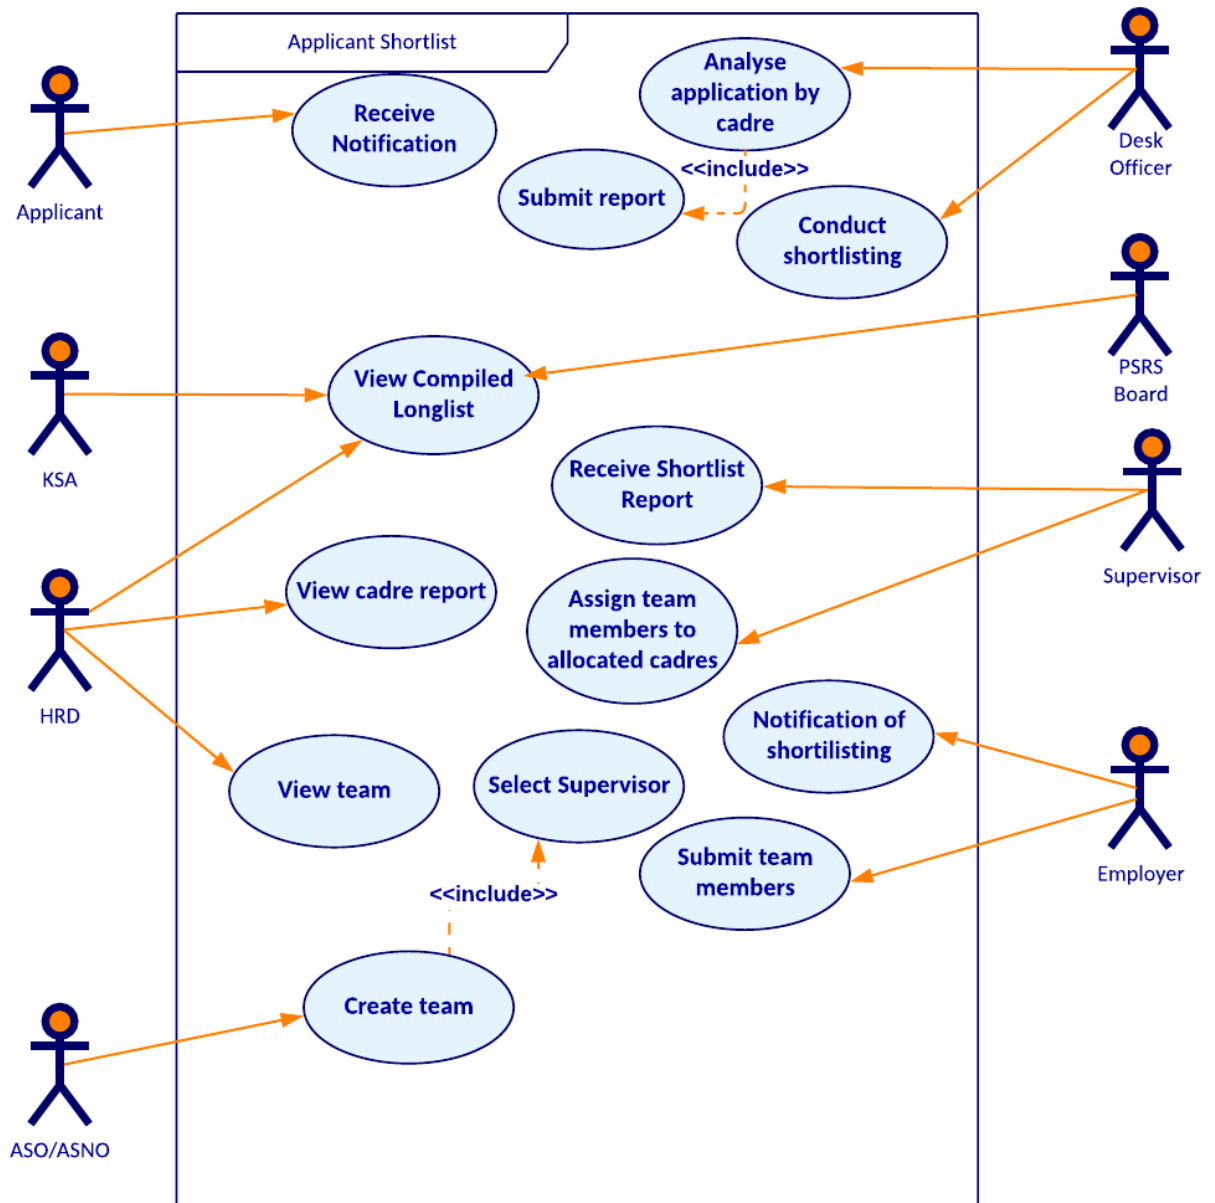 Applicant Shortlist
Analyse
application by
cadre
Receive
Notification
Desk
Officer
<<include>>
Submit report
Applicant
Conduct
shortlisting
View Compiled
Longlist
PSRS
Board
KSA
Receive Shortlist
Report
Supervisor
View cadre report
Assign team
members to
allocated cadres
HRD
Notification of
shortilisting
View team
Select Supervisor
Submit team
members
Employer
<<include>>
Create team
ASO/ASNO